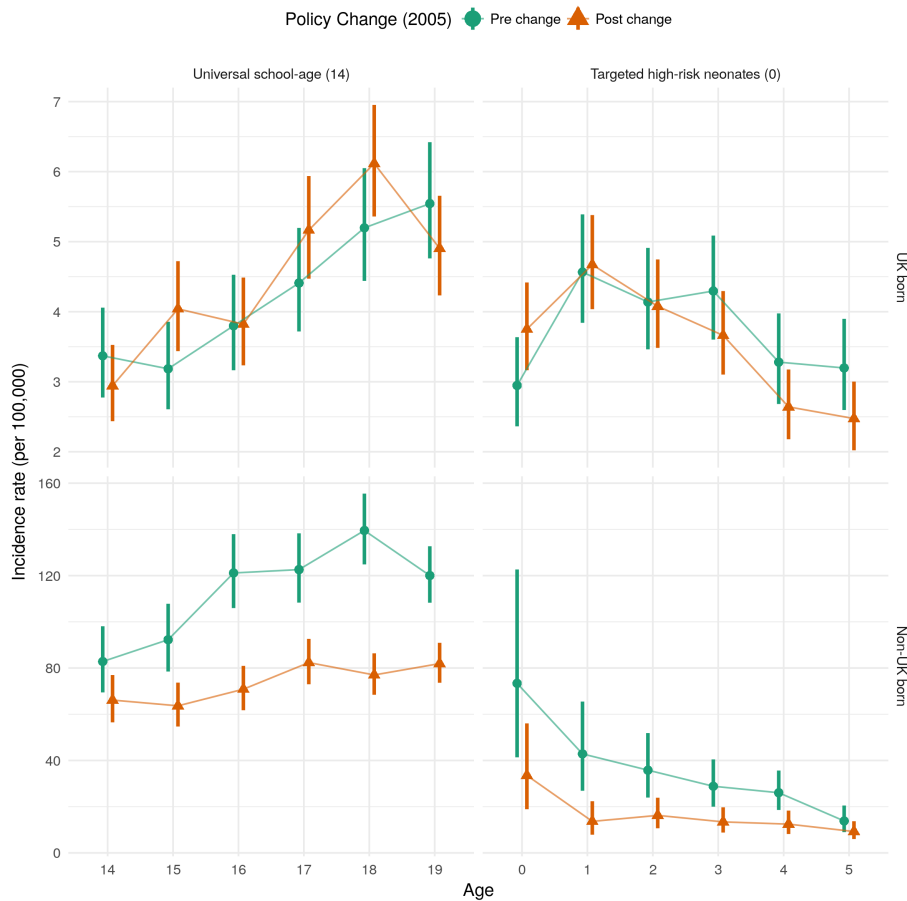 Policy Change (2005) Pre change Post change
Universal school-age (14)
Targeted high-risk neonates (0)
7
6
5
4
3
2
UK born
Incidence rate (per 100,000)
160
120
80
40
0
Non-UK born
14 15 16 17 18 19
0 1 2 3 4 5
Age